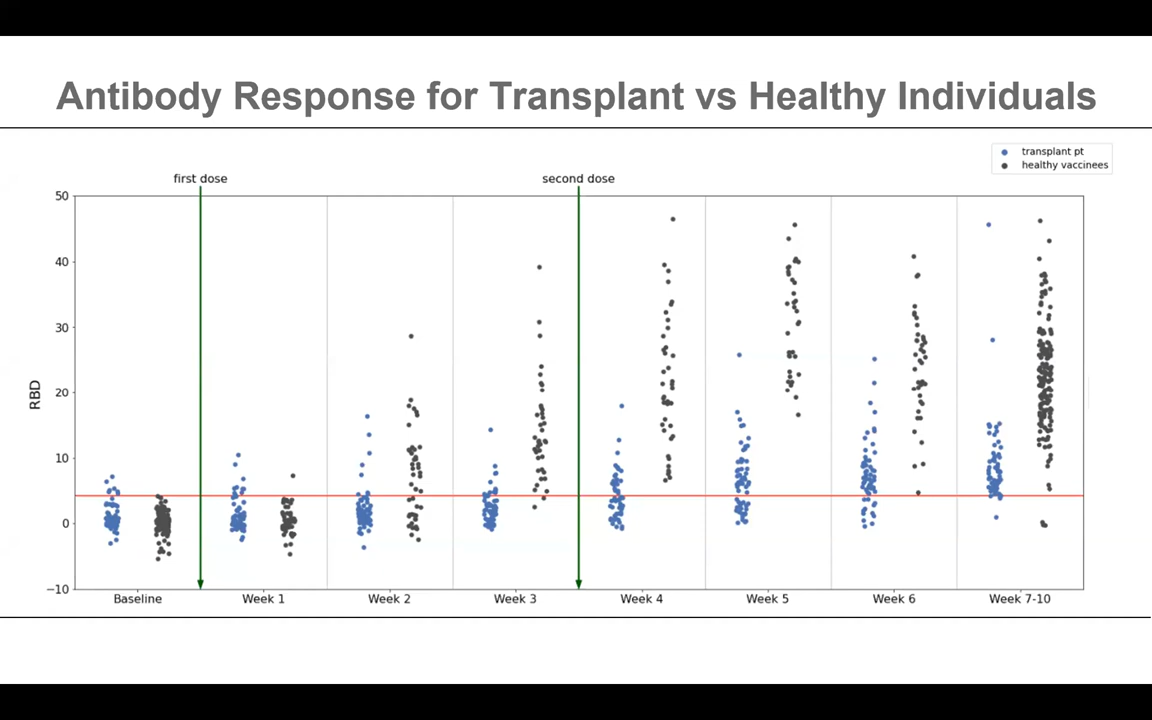 Antibody Response for Transplant vs Healthy Individuals
transplant pt
healthy vaccinees
first dose
second dose
50
40
30
20
10
0
−10
RBD
Baseline
Week 1
Week 2
Week 3
Week 4
Week 5
Week 6
Week 7-10